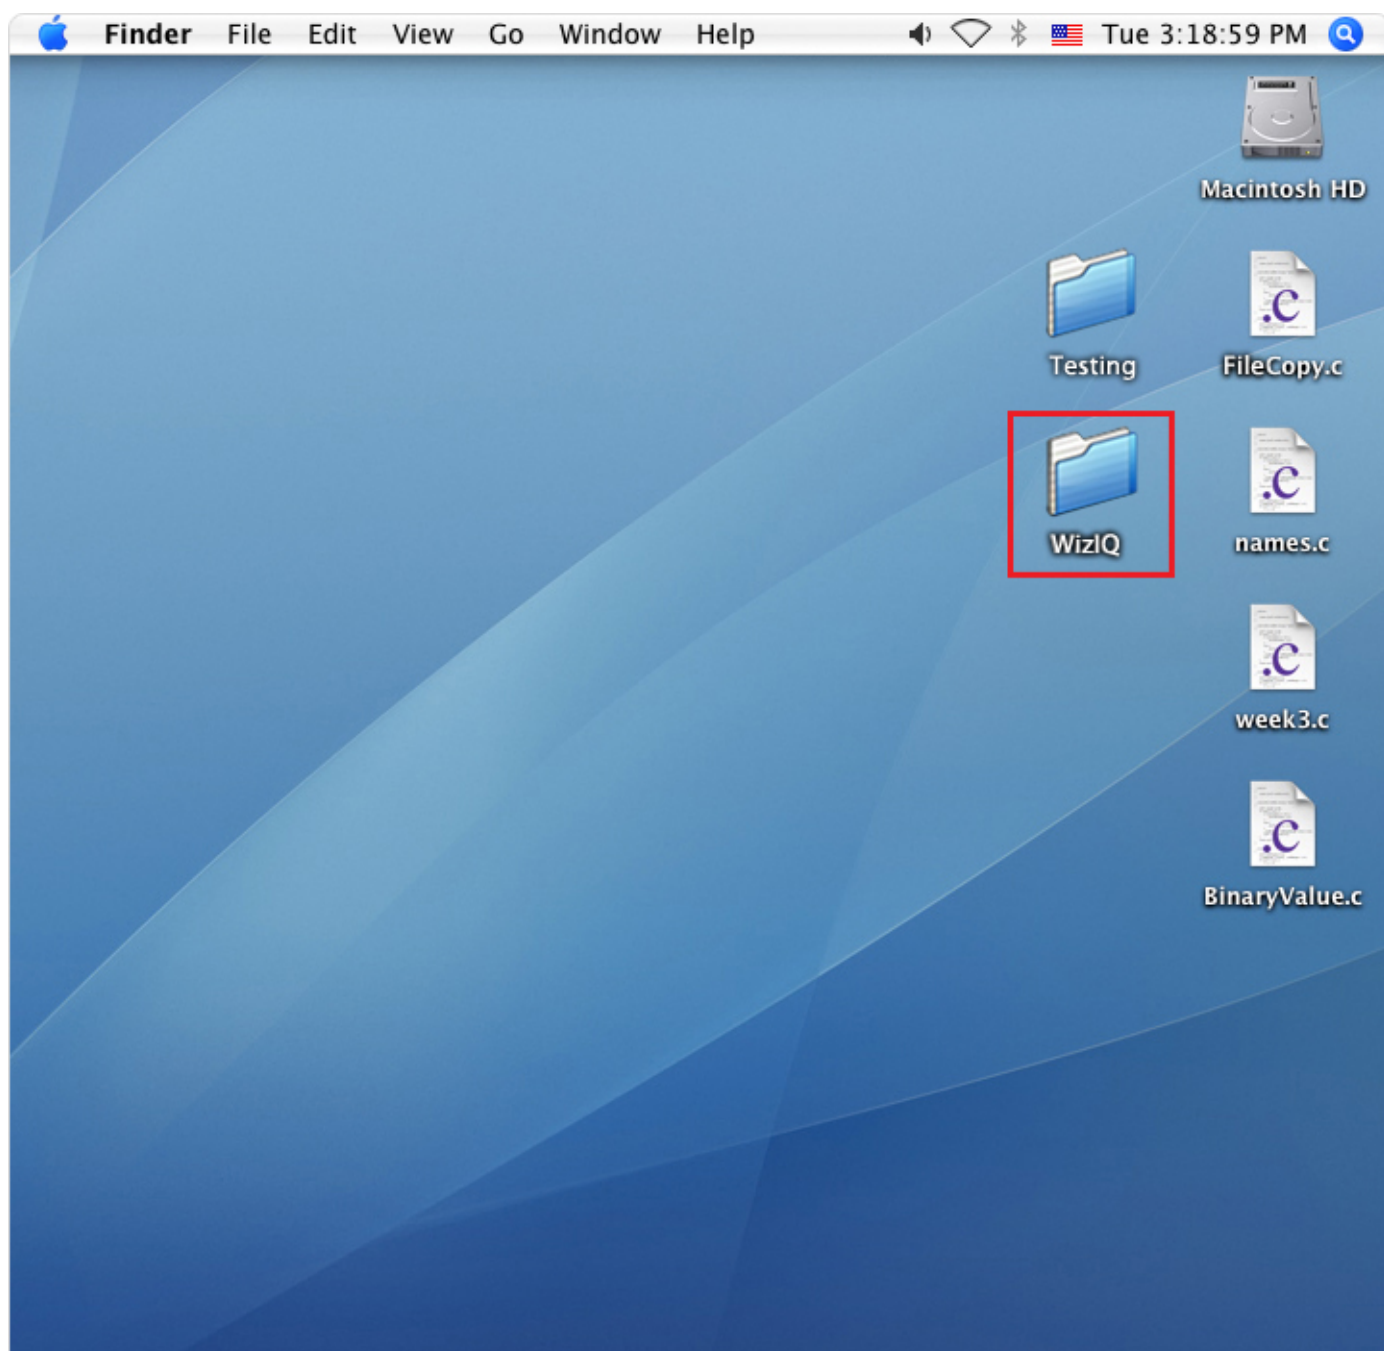 Finder File Edit View Go Window Help Tue 3:18:59 PM
Macintosh HD
Testing FileCopy.c
WizIQ names.c
week3.c
BinaryValue.c